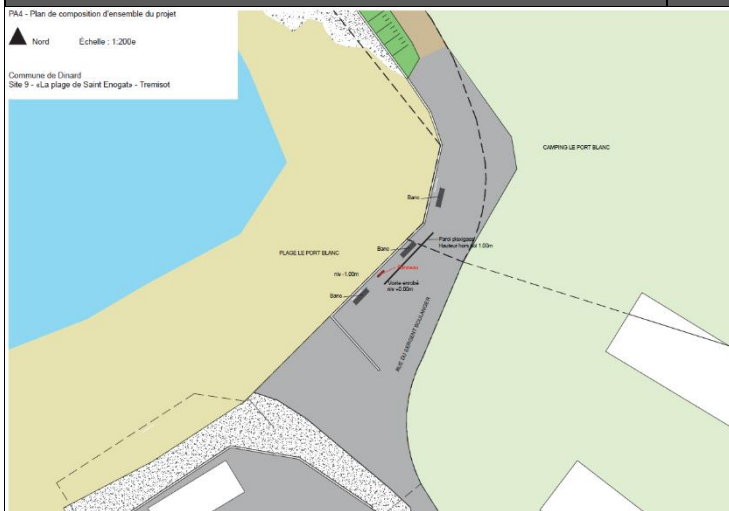 PA4 - Plan de composition d'ensemble du projet
Nord Échelle : 1:200e
Commune de Dinard
Site 9 - «La plage de Saint Enogat» - Tremisot
CAMPING LE PORT BLANC
Banc
Paroi plexiglass
Hauteur hors sol 1.00m
Banc
PLAGE LE PORT BLANC
Panneau
niv -1.00m
Voirie enrobé
niv +0.00m
Banc
RUE DU SERGENT BOULANGER